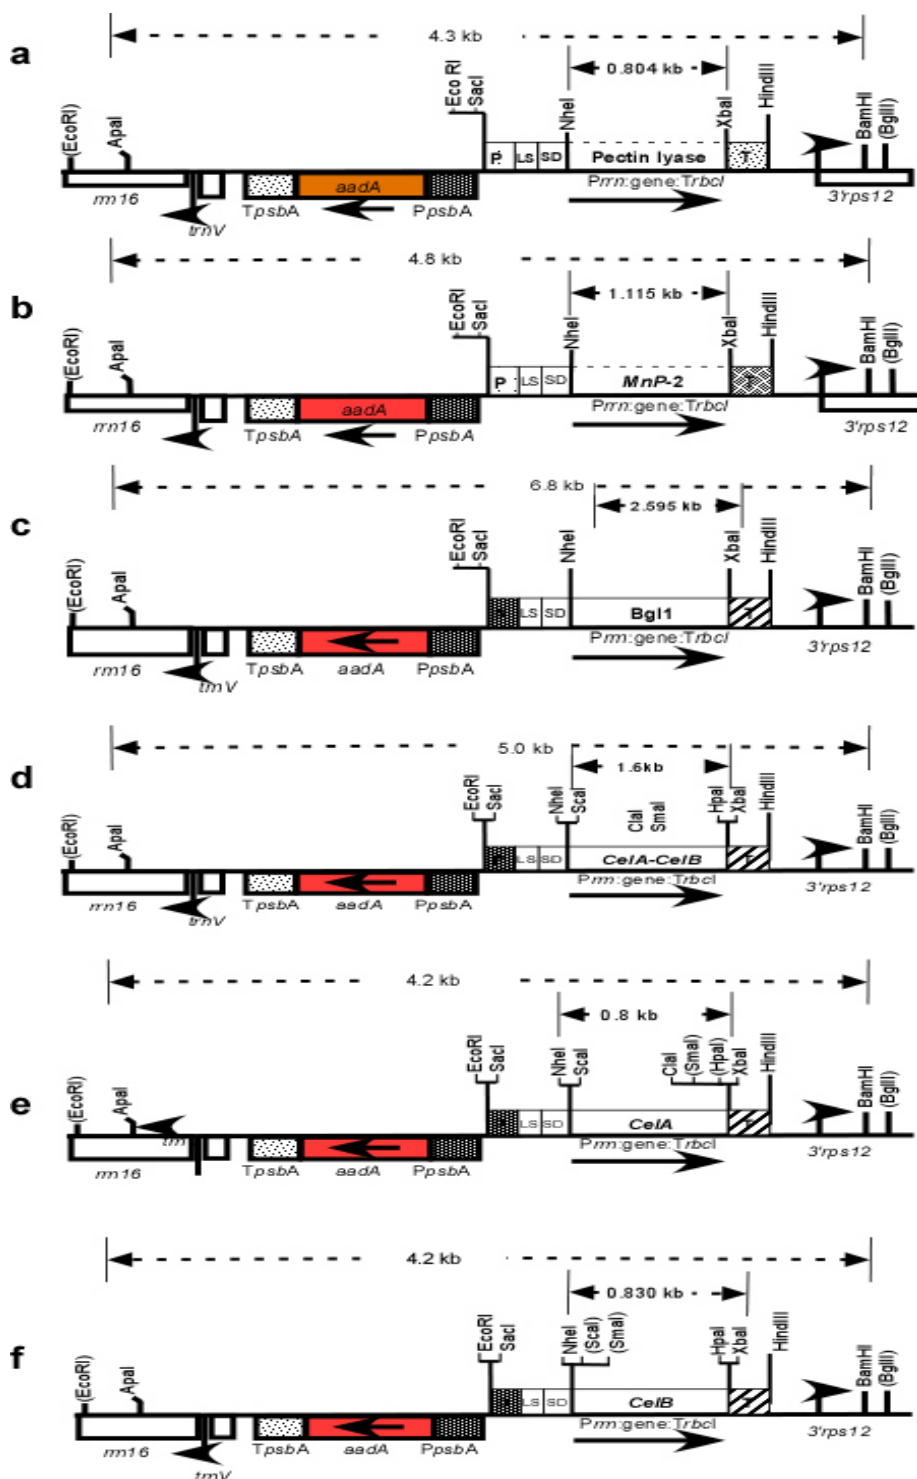 a
4.3 kb
0.804 kb
(EcoRI)
ApaI
Eco RI
SacI
NheI
XbaI
HindIII
BamHI
(BglII)
P LS SD Pectin lyase T
rrn16
trnV
TpsbA
aadA
PpsbA
Prrn:gene:TrbcI
3'rps12
b
4.8 kb
1.115 kb
(EcoRI)
ApaI
EcoRI
SacI
NheI
XbaI
HindIII
BamHI
(BglII)
P LS SD MnP-2 T
rrn16
aadA
TpsbA
PpsbA
Prrn:gene:TrbcI
3'rps12
c
6.8 kb
2.595 kb
(EcoRI)
ApaI
EcoRI
SacI
NheI
XbaI
HindIII
BamHI
(BglII)
LS SD Bgl1 T
rrn16
trnV
TpsbA
aadA
PpsbA
Prrn:gene:TrbcI
3'rps12
d
5.0 kb
1.6kb
(EcoRI)
ApaI
EcoRI
SacI
NheI
ScaI
ClaI
SmaI
HpaI
XbaI
HindIII
BamHI
(BglII)
LS SD CelA-CelB T
rrn16
trnV
TpsbA
aadA
PpsbA
Prrn:gene:TrbcI
3'rps12
e
4.2 kb
0.8 kb
(EcoRI)
ApaI
EcoRI
SacI
NheI
ScaI
ClaI
(SmaI)
(HpaI)
XbaI
HindIII
BamHI
(BglII)
LS SD CelA T
rrn16
TpsbA
aadA
PpsbA
Prrn:gene:TrbcI
3'rps12
f
4.2 kb
0.830 kb
(EcoRI)
ApaI
EcoRI
SacI
NheI
(ScaI)
(SmaI)
HpaI
XbaI
HindIII
BamHI
(BglII)
LS SD CelB T
rrn16
trnV
TpsbA
aadA
PpsbA
Prrn:gene:TrbcI
3'rps12